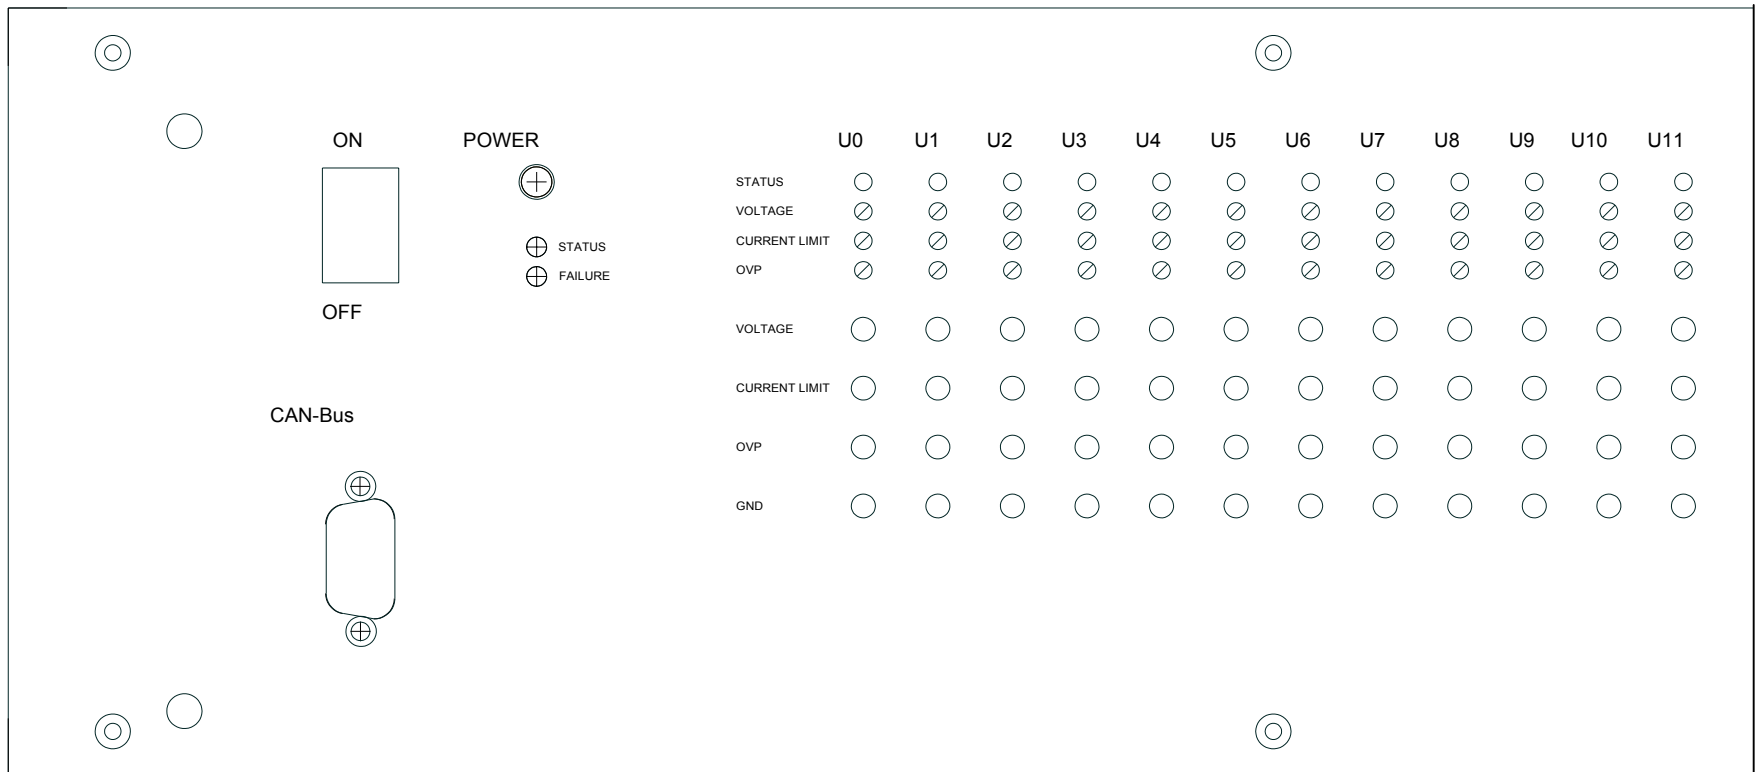 ON POWER U0 U1 U2 U3 U4 U5 U6 U7 U8 U9 U10 U11
STATUS
VOLTAGE
STATUS CURRENT LIMIT
FAILURE OVP
OFF
VOLTAGE
CURRENT LIMIT
CAN-Bus
OVP
GND